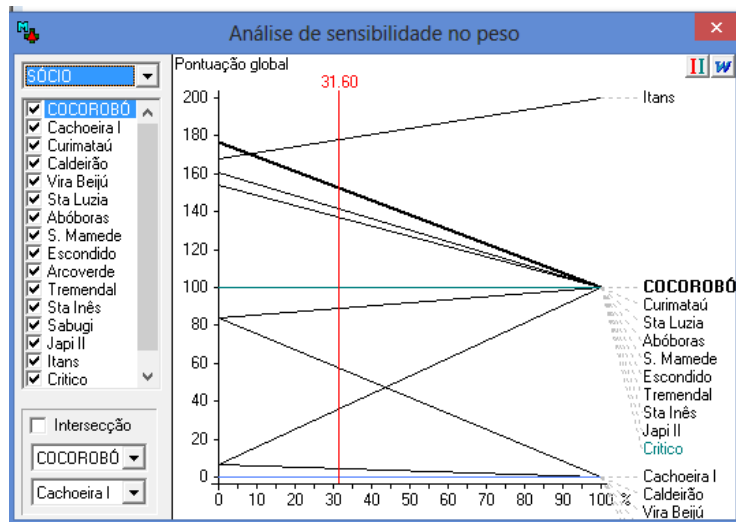 Análise de sensibilidade no peso
SÓCIO
COCOROBÓ
Cachoeira I
Curimataú
Caldeirão
Vira Beijú
Sta Luzia
Abóboras
S. Mamede
Escondido
Arcoverde
Tremendal
Sta Inês
Sabugi
Japi II
Itans
Critico
Intersecção
COCOROBÓ
Cachoeira I
Pontuação global
31.60
200
180
160
140
120
100
80
60
40
20
0
0 10 20 30 40 50 60 70 80 90 100 %
Itans
COCOROBÓ
Curimataú
Sta Luzia
Abóboras
S. Mamede
Escondido
Tremendal
Sta Inês
Japi II
Critico
Cachoeira I
Caldeirão
Vira Beijú